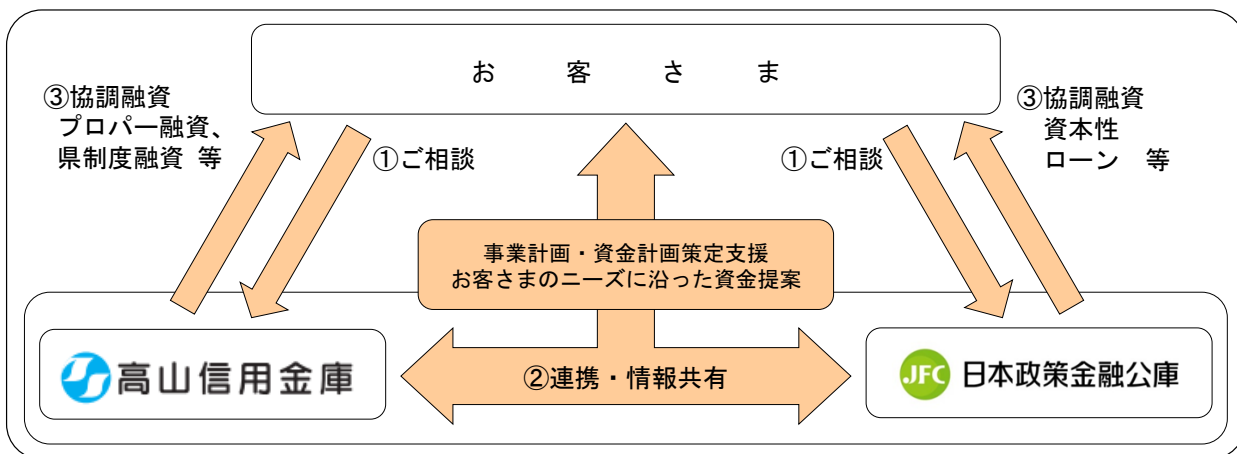 お客さま
③協調融資
プロパー融資、
県制度融資 等
①ご相談
①ご相談
③協調融資
資本性
ローン 等
事業計画・資金計画策定支援
お客さまのニーズに沿った資金提案
高山信用金庫
②連携・情報共有
JFC 日本政策金融公庫